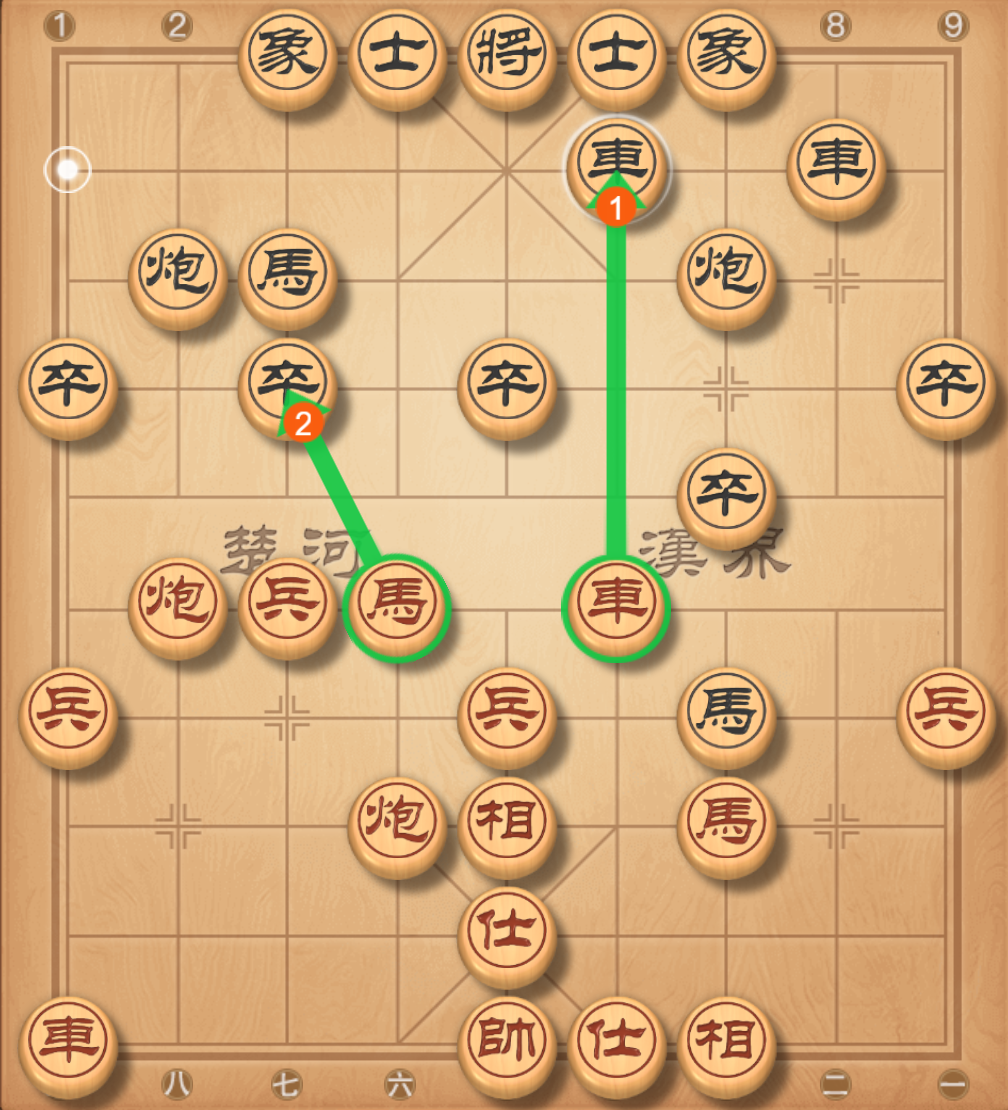 1 2 8 9
象 士 將 士 象
車 車
1
炮 馬 炮
卒 卒 卒 卒
2
卒
楚 河 漢 界
炮 兵 馬 車
兵 兵 馬 兵
炮 相 馬
仕
車 帥 仕 相
八 七 六 二 一